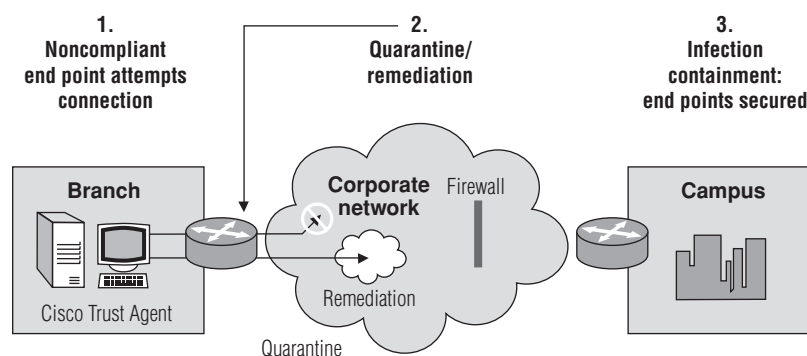 1.
Noncompliant
end point attempts
connection
2.
Quarantine/
remediation
3.
Infection
containment:
end points secured
Branch
Cisco Trust Agent
Corporate
network
Firewall
Remediation
Quarantine
Campus